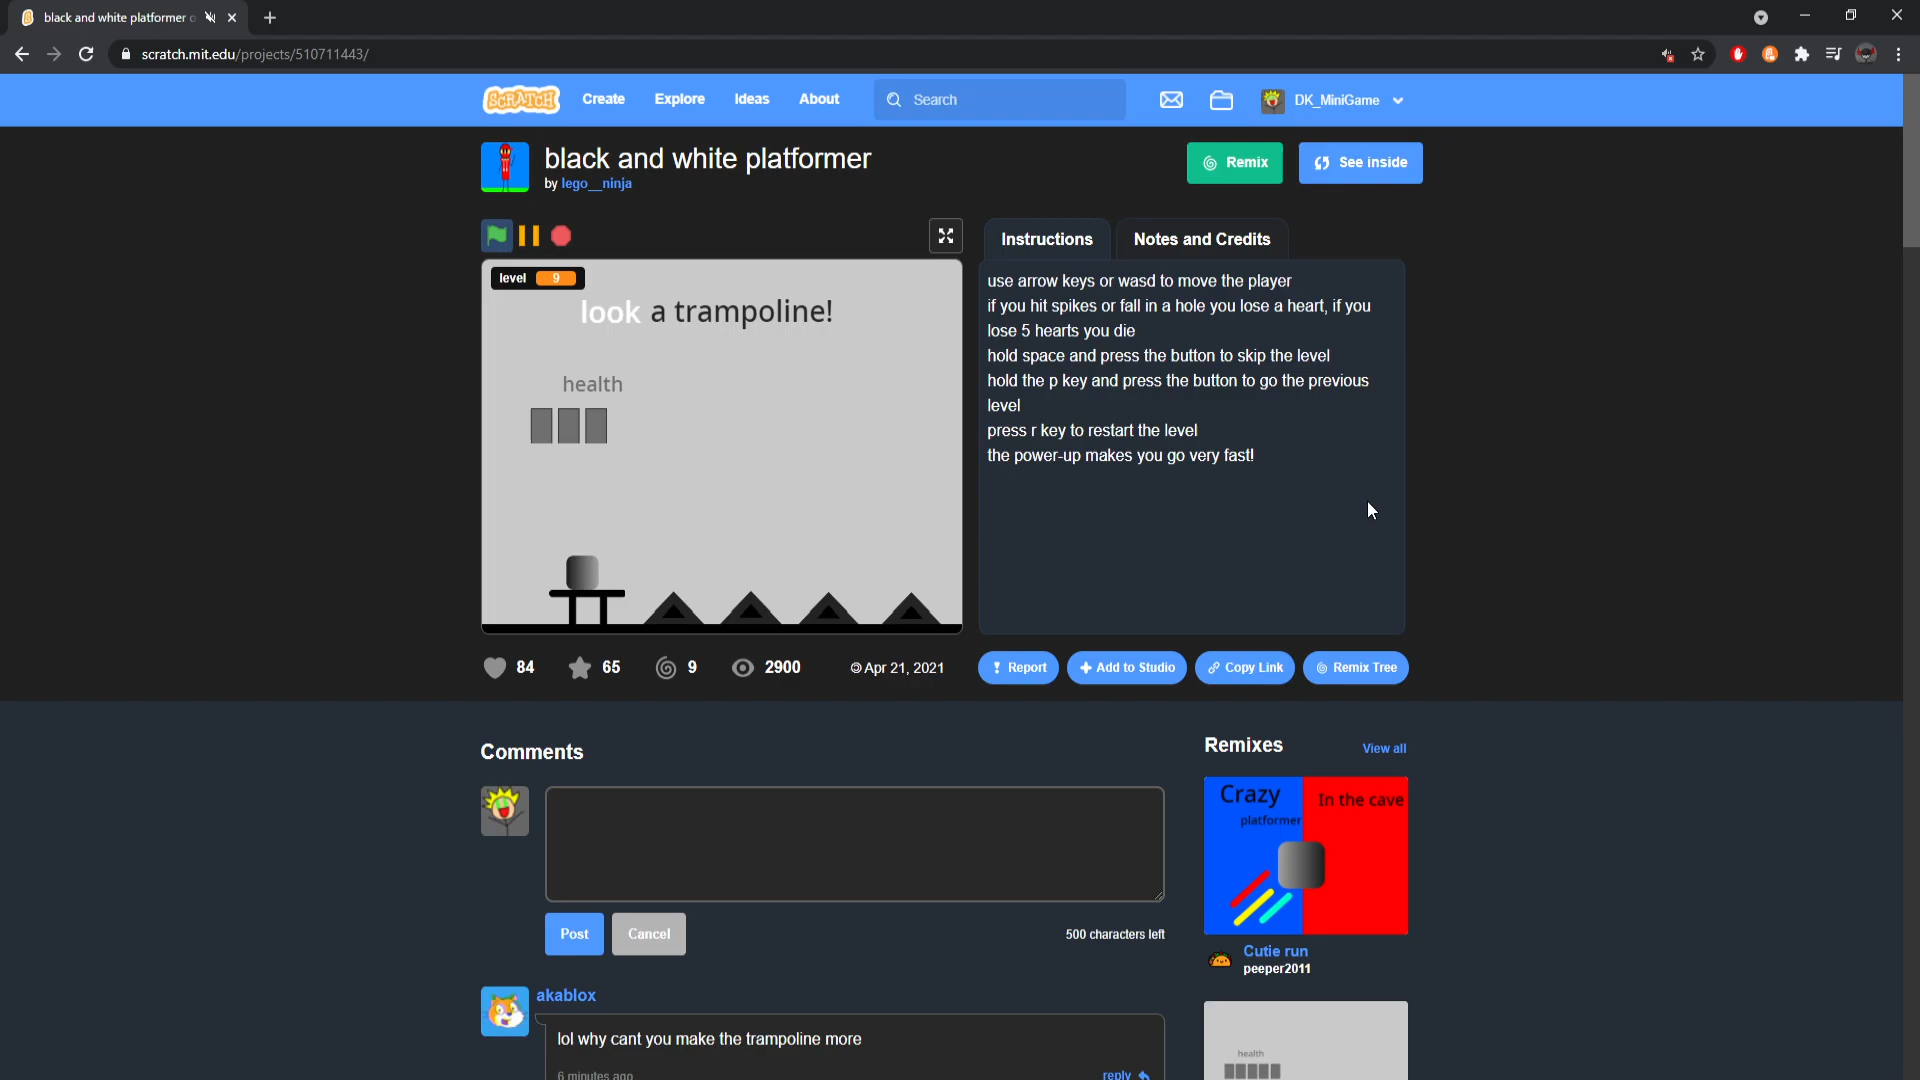 black and white platformer o
scratch.mit.edu/projects/510711443/
SCRATCH
Create
Explore
Ideas
About
Search
DK_MiniGame
black and white platformer
by lego__ninja
Remix
See inside
Instructions
Notes and Credits
level 9
look a trampoline!
health
use arrow keys or wasd to move the player
if you hit spikes or fall in a hole you lose a heart, if you
lose 5 hearts you die
hold space and press the button to skip the level
hold the p key and press the button to go the previous
level
press r key to restart the level
the power-up makes you go very fast!
84
65
9
2900
© Apr 21, 2021
Report
Add to Studio
Copy Link
Remix Tree
Comments
Post
Cancel
500 characters left
akablox
lol why cant you make the trampoline more
6 minutes ago
reply
Remixes
View all
Crazy
platformer
In the cave
Cutie run
peeper2011
health